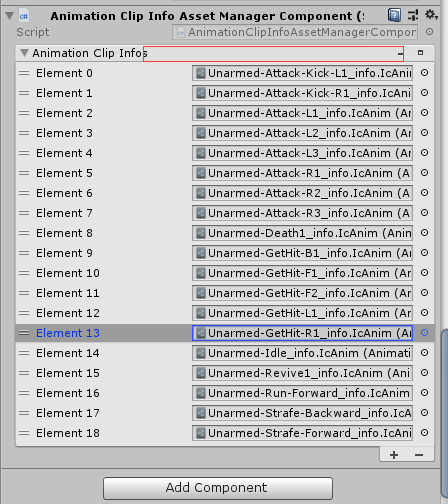 Animation Clip Info Asset Manager Component (
Script AnimationClipInfoAssetManagerCompor
Animation Clip Infos
Element 0 Unarmed-Attack-Kick-L1_info.IcAnim
Element 1 Unarmed-Attack-Kick-R1_info.IcAni
Element 2 Unarmed-Attack-L1_info.IcAnim (Ar
Element 3 Unarmed-Attack-L2_info.IcAnim (Ar
Element 4 Unarmed-Attack-L3_info.IcAnim (Ar
Element 5 Unarmed-Attack-R1_info.IcAnim (A
Element 6 Unarmed-Attack-R2_info.IcAnim (A
Element 7 Unarmed-Attack-R3_info.IcAnim (A
Element 8 Unarmed-Death1_info.IcAnim (Anin
Element 9 Unarmed-GetHit-B1_info.IcAnim (Ar
Element 10 Unarmed-GetHit-F1_info.IcAnim (Ar
Element 11 Unarmed-GetHit-F2_info.IcAnim (Ar
Element 12 Unarmed-GetHit-L1_info.IcAnim (Ar
Element 13 Unarmed-GetHit-R1_info.IcAnim (Ar
Element 14 Unarmed-Idle_info.IcAnim (Animati
Element 15 Unarmed-Revive1_info.IcAnim (Ani
Element 16 Unarmed-Run-Forward_info.IcAnim
Element 17 Unarmed-Strafe-Backward_info.IcA
Element 18 Unarmed-Strafe-Forward_info.IcAni
Add Component